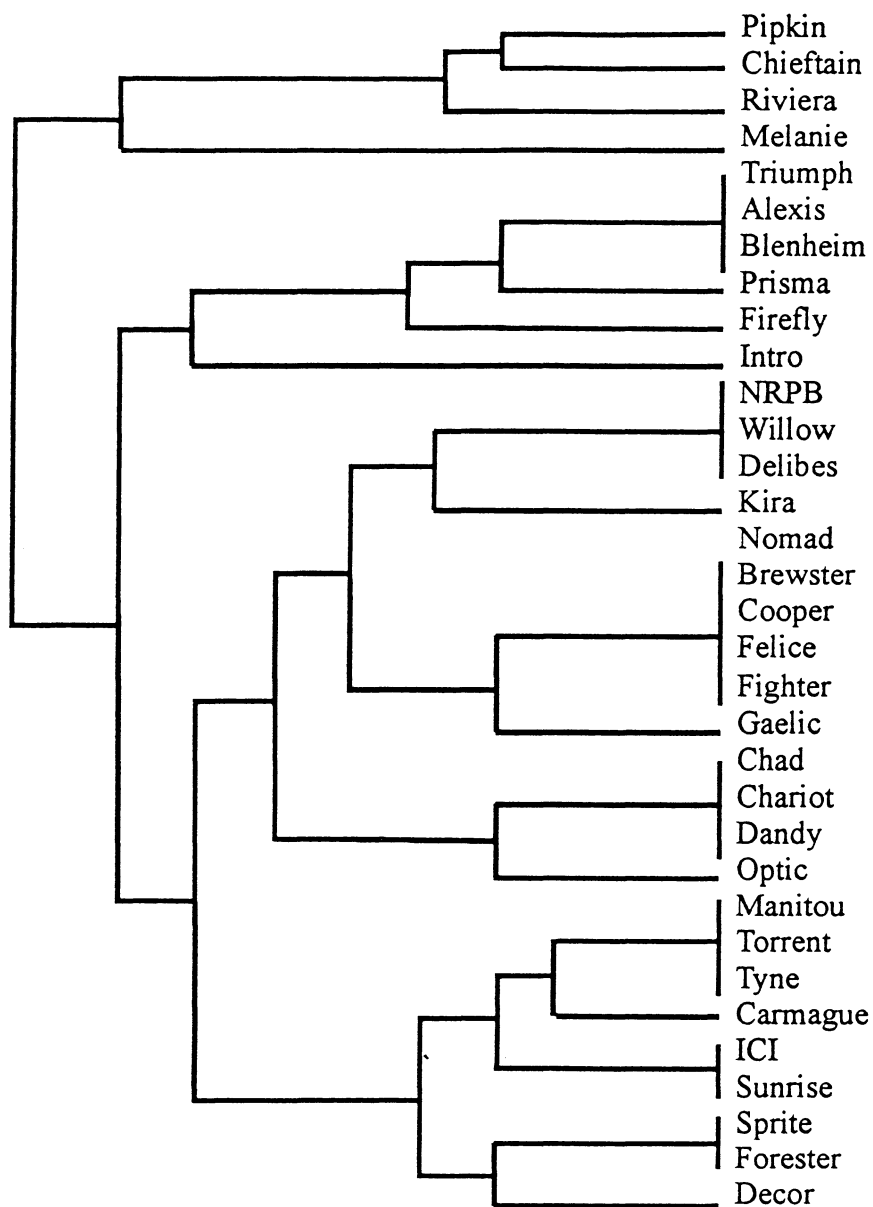 Pipkin
Chieftain
Riviera
Melanie
Triumph
Alexis
Blenheim
Prisma
Firefly
Intro
NRPB
Willow
Delibes
Kira
Nomad
Brewster
Cooper
Felice
Fighter
Gaelic
Chad
Chariot
Dandy
Optic
Manitou
Torrent
Tyne
Carmague
ICI
Sunrise
Sprite
Forester
Decor